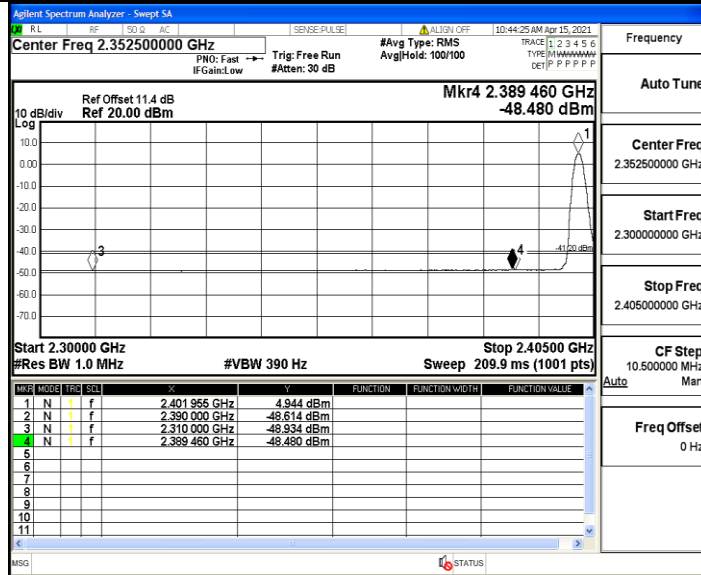 Agilent Spectrum Analyzer - Swept SA
RL RF 50 Ω AC SENSE:PULSE ALIGN OFF 10:44:25 AM Apr 15, 2021
Center Freq 2.352500000 GHz
PNO: Fast
IFGain:Low
Trig: Free Run
#Atten: 30 dB
#Avg Type: RMS
Avg|Hold: 100/100
TRACE 1 2 3 4 5 6
TYPE MWWWWW
DET P P P P P P
Mkr4 2.389 460 GHz
-48.480 dBm
Ref Offset 11.4 dB
10 dB/div Ref 20.00 dBm
Log
10.0
0.00
-10.0
-20.0
-30.0
-40.0
-50.0
-60.0
-70.0
1
3
4
-41.20 dBm
Start 2.30000 GHz Stop 2.40500 GHz
#Res BW 1.0 MHz #VBW 390 Hz Sweep 209.9 ms (1001 pts)
MKR MODE TRC SCL X Y FUNCTION FUNCTION WIDTH FUNCTION VALUE
1 N 1 f 2.401 955 GHz 4.944 dBm
2 N 1 f 2.390 000 GHz -48.614 dBm
3 N 1 f 2.310 000 GHz -48.934 dBm
4 N 1 f 2.389 460 GHz -48.480 dBm
5
6
7
8
9
10
11
MSG STATUS
Frequency
Auto Tune
Center Freq
2.352500000 GHz
Start Freq
2.300000000 GHz
Stop Freq
2.405000000 GHz
CF Step
10.500000 MHz
Auto Man
Freq Offset
0 Hz